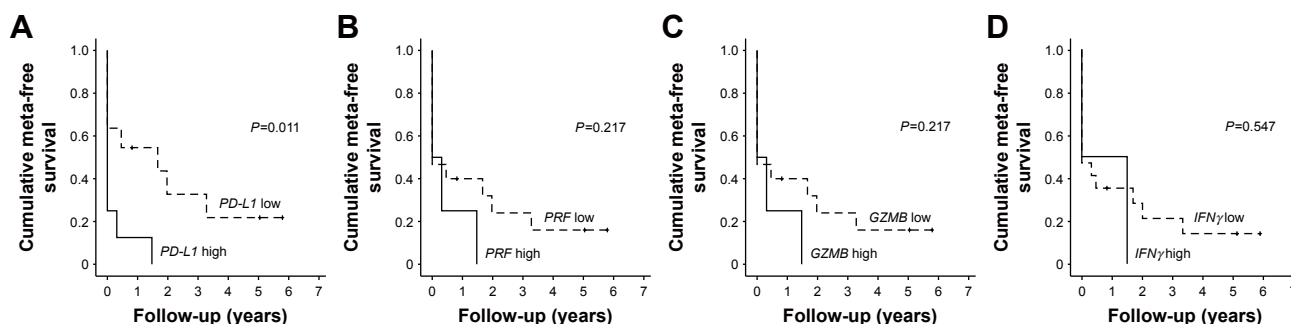 A
Cumulative meta-free
survival
1.0
0.8
0.6
0.4
0.2
0
P=0.011
PD-L1 low
PD-L1 high
0 1 2 3 4 5 6 7
Follow-up (years)
B
Cumulative meta-free
survival
1.0
0.8
0.6
0.4
0.2
0
P=0.217
PRF low
PRF high
0 1 2 3 4 5 6 7
Follow-up (years)
C
Cumulative meta-free
survival
1.0
0.8
0.6
0.4
0.2
0
P=0.217
GZMB low
GZMB high
0 1 2 3 4 5 6 7
Follow-up (years)
D
Cumulative meta-free
survival
1.0
0.8
0.6
0.4
0.2
0
P=0.547
IFNγ low
IFNγ high
0 1 2 3 4 5 6 7
Follow-up (years)